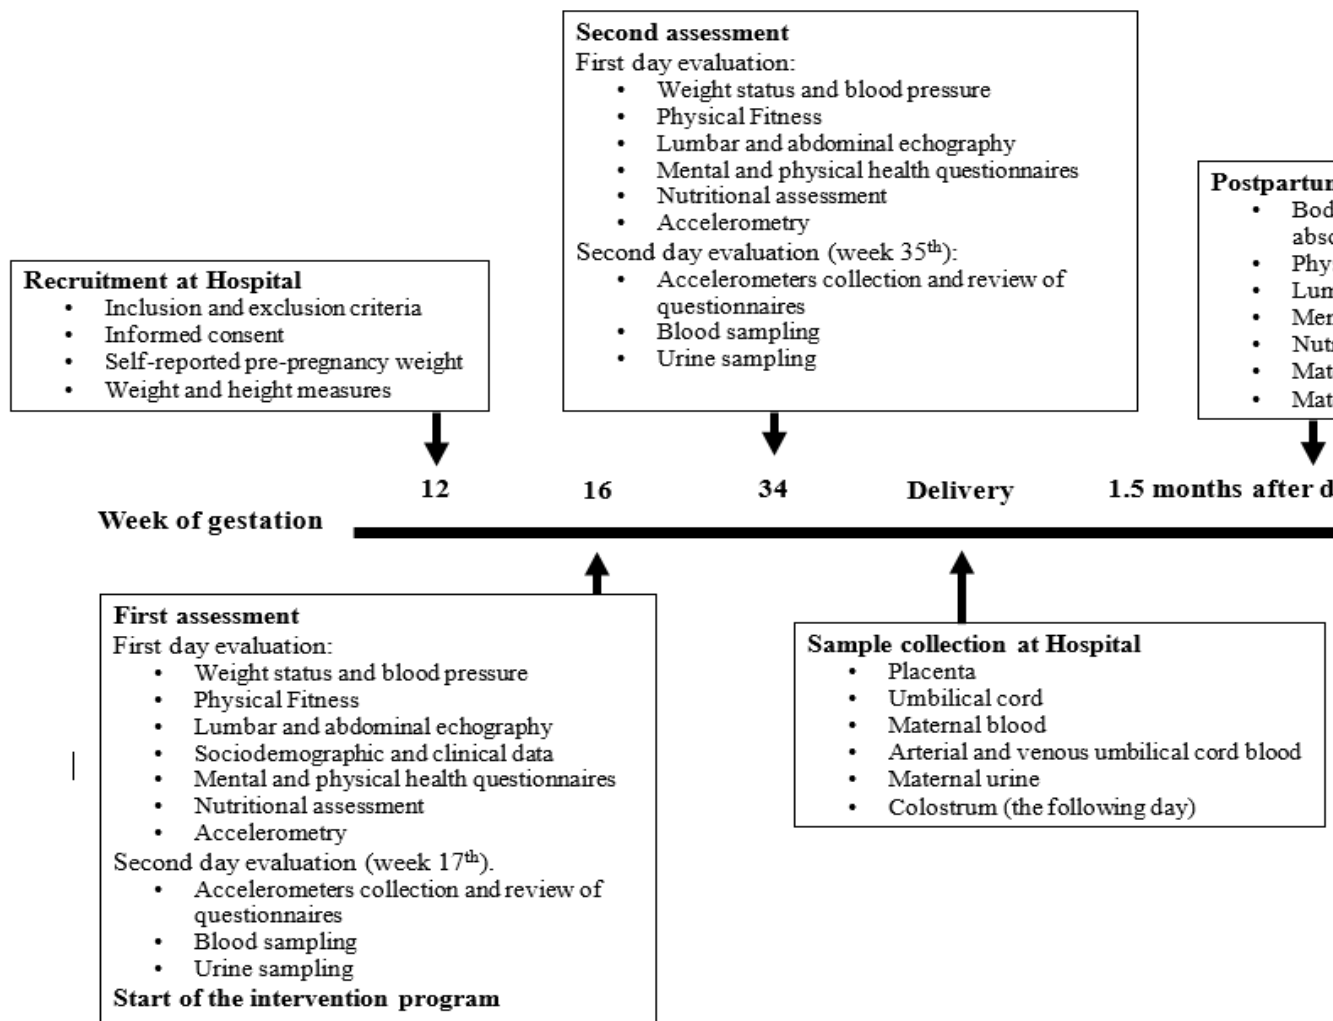 Second assessment
First day evaluation:
• Weight status and blood pressure
• Physical Fitness
• Lumbar and abdominal echography
• Mental and physical health questionnaires
• Nutritional assessment
• Accelerometry
Second day evaluation (week 35th):
• Accelerometers collection and review of
questionnaires
• Blood sampling
• Urine sampling
Recruitment at Hospital
• Inclusion and exclusion criteria
• Informed consent
• Self-reported pre-pregnancy weight
• Weight and height measures
•
•
•
•
•
•
•
12 16 34 Delivery 1.5 months after
Week of gestation
First assessment
First day evaluation:
• Weight status and blood pressure
• Physical Fitness
• Lumbar and abdominal echography
• Sociodemographic and clinical data
• Mental and physical health questionnaires
• Nutritional assessment
• Accelerometry
Second day evaluation (week 17th).
• Accelerometers collection and review of
questionnaires
• Blood sampling
• Urine sampling
Start of the intervention program
Sample collection at Hospital
• Placenta
• Umbilical cord
• Maternal blood
• Arterial and venous umbilical cord blood
• Maternal urine
• Colostrum (the following day)